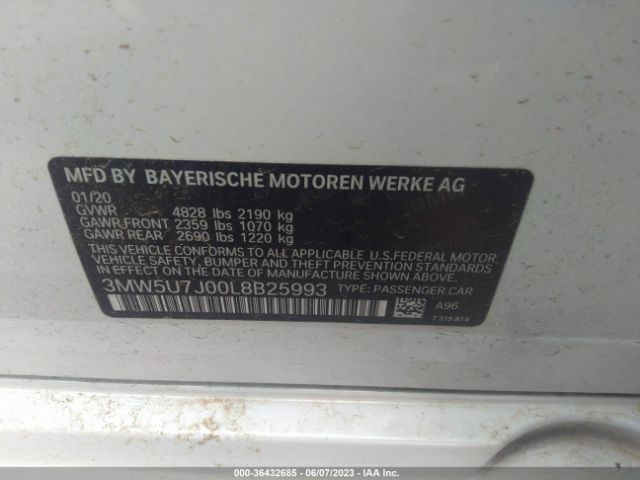 MFD BY BAYERISCHE MOTOREN WERKE AG
01/20
GVWR 4828 lbs 2190 kg
GAWR FRONT 2359 lbs 1070 kg
GAWR REAR 2690 lbs 1220 kg
THIS VEHICLE CONFORMS TO ALL APPLICABLE U.S.FEDERAL MOTOR
VEHICLE SAFETY, BUMPER AND THEFT PREVENTION STANDARDS IN
EFFECT ON THE DATE OF MANUFACTURE SHOWN ABOVE.
3MW5U7J00L8B25993 TYPE: PASSENGER CAR
A96
7 315 814
000-36432685 - 06/07/2023 - IAA Inc.